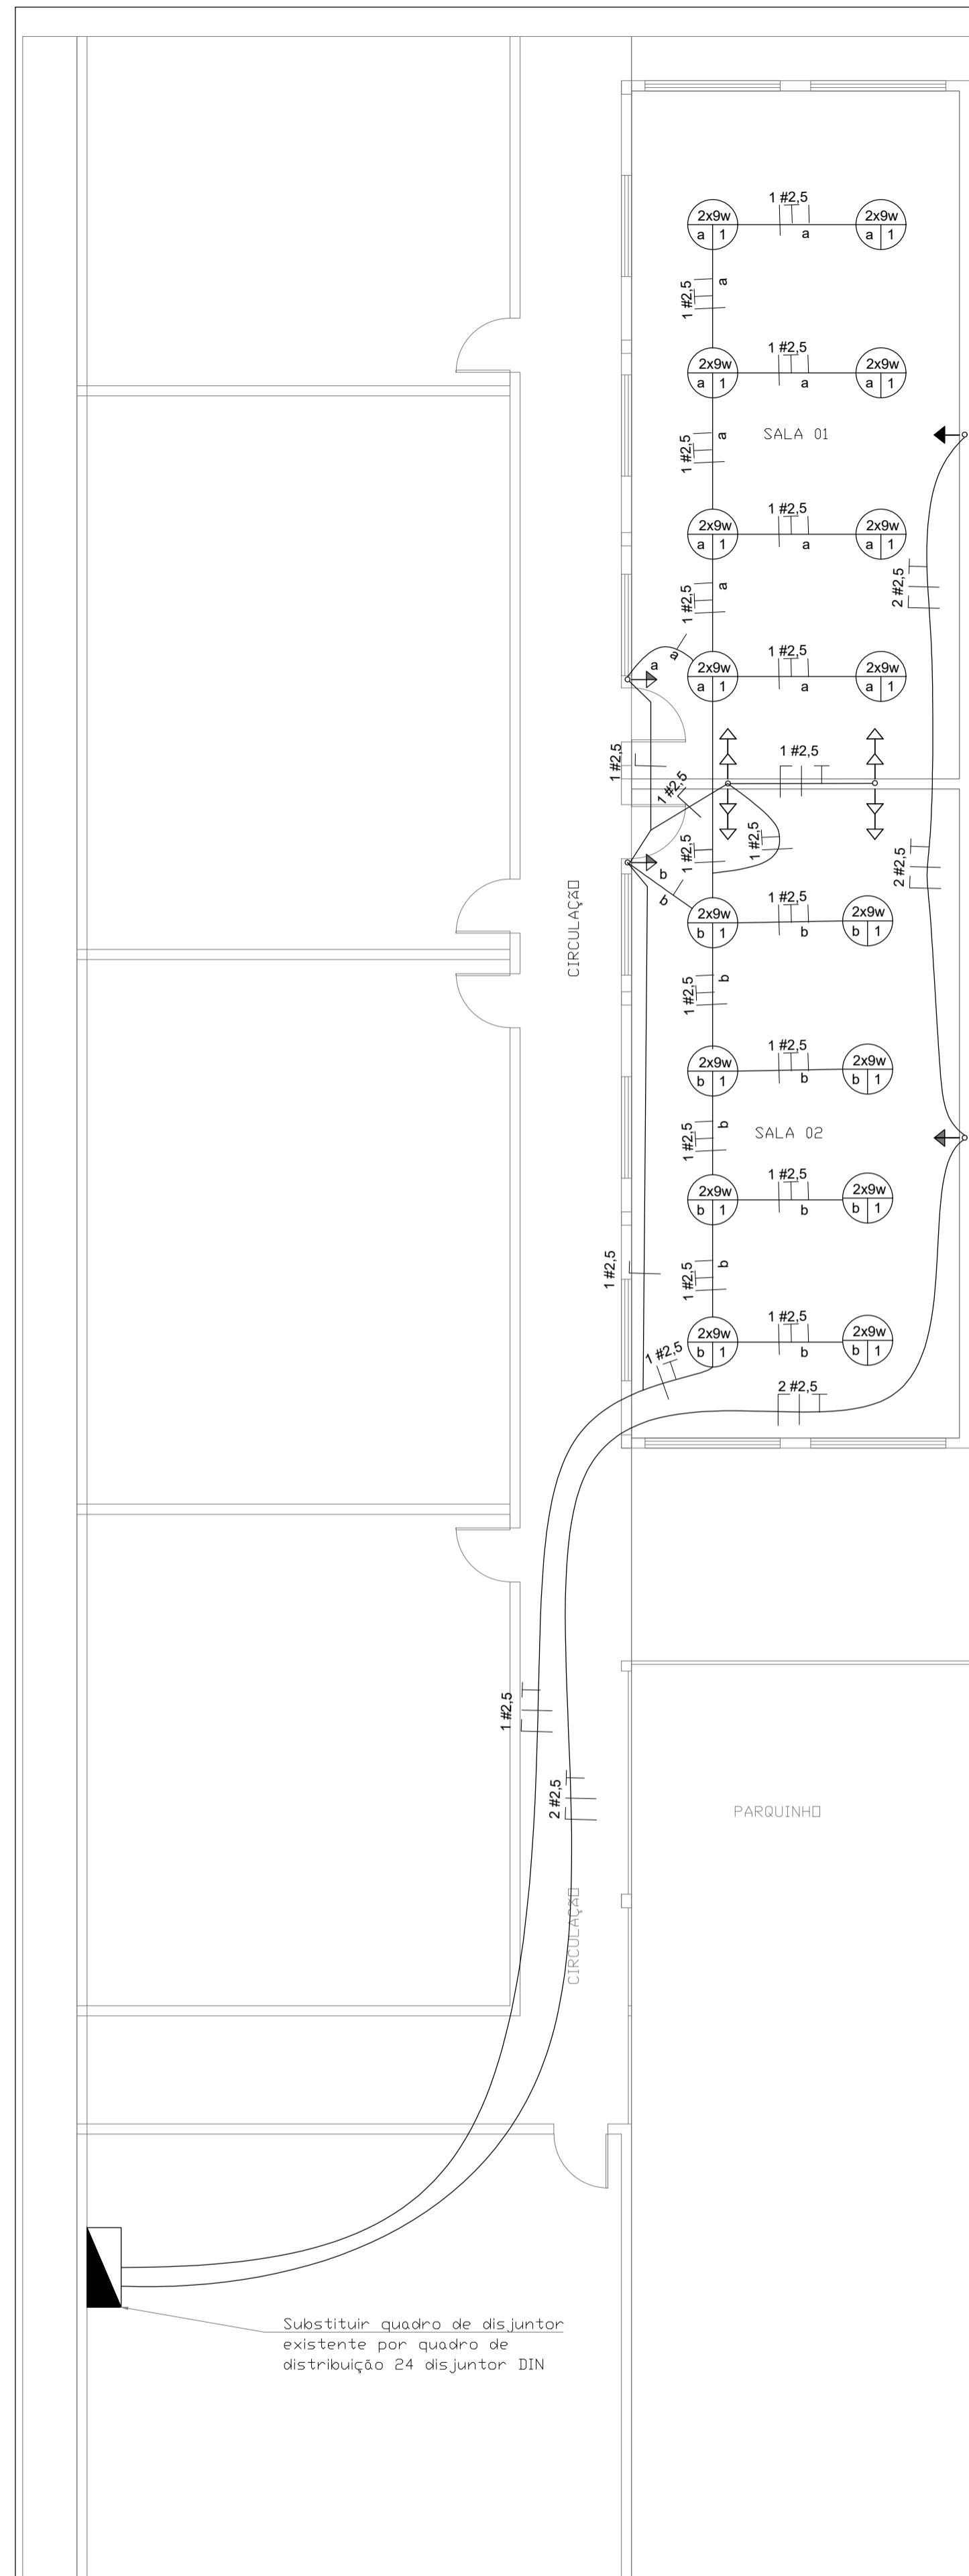 1 #2,5
2x9w
a 1
a
2x9w
a 1
1 #2,5
a
1 #2,5
2x9w
a 1
a
2x9w
a 1
SALA 01
1 #2,5
a
1 #2,5
2x9w
a 1
a
2x9w
a 1
2 #2,5
1 #2,5
a
1 #2,5
a
a
2x9w
a 1
a
2x9w
a 1
1 #2,5
1 #2,5
1 #2,5
1 #2,5
1 #2,5
2 #2,5
b
b
1 #2,5
2x9w
b 1
b
2x9w
b 1
CIRCULAÇÃO
1 #2,5
b
1 #2,5
2x9w
b 1
b
2x9w
b 1
1 #2,5
b
SALA 02
1 #2,5
2x9w
b 1
b
2x9w
b 1
1 #2,5
1 #2,5
b
1 #2,5
2x9w
b 1
b
2x9w
b 1
1 #2,5
2 #2,5
1 #2,5
2 #2,5
PARQUINHO
CIRCULAÇÃO
Substituir quadro de disjuntor
existente por quadro de
distribuição 24 disjuntor DIN